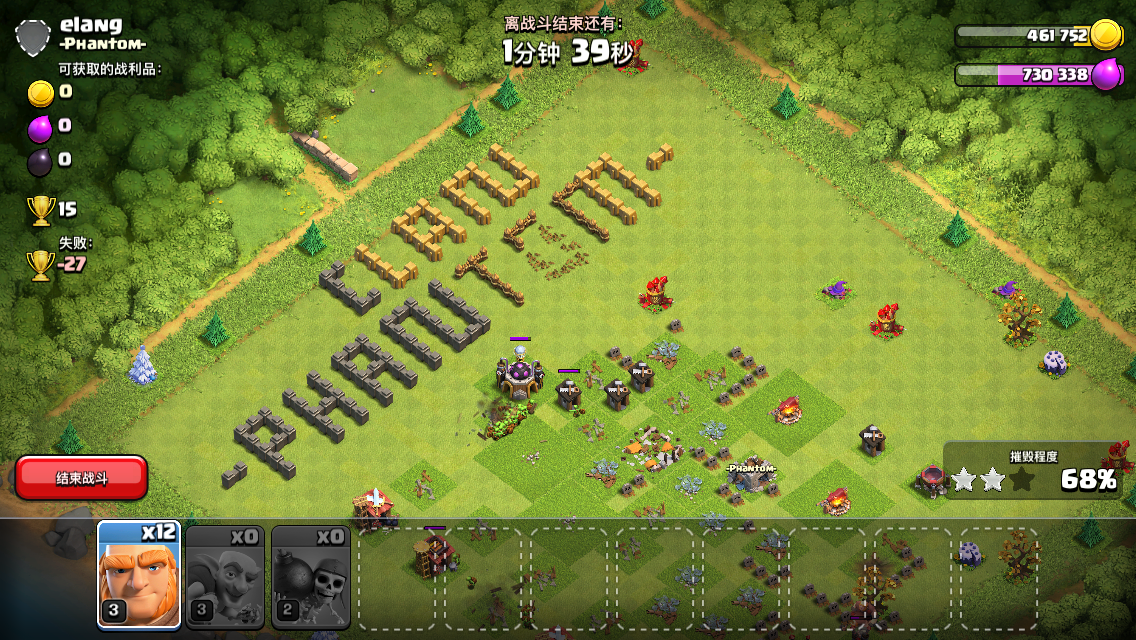 elang
-Phantom-
可获取的战利品：
0
0
0
15
失败：
-27
离战斗结束还有：
1分钟 39秒
461 752
730 338
-Phantom-
摧毁程度
68%
结束战斗
x12
3
x0
3
x0
2